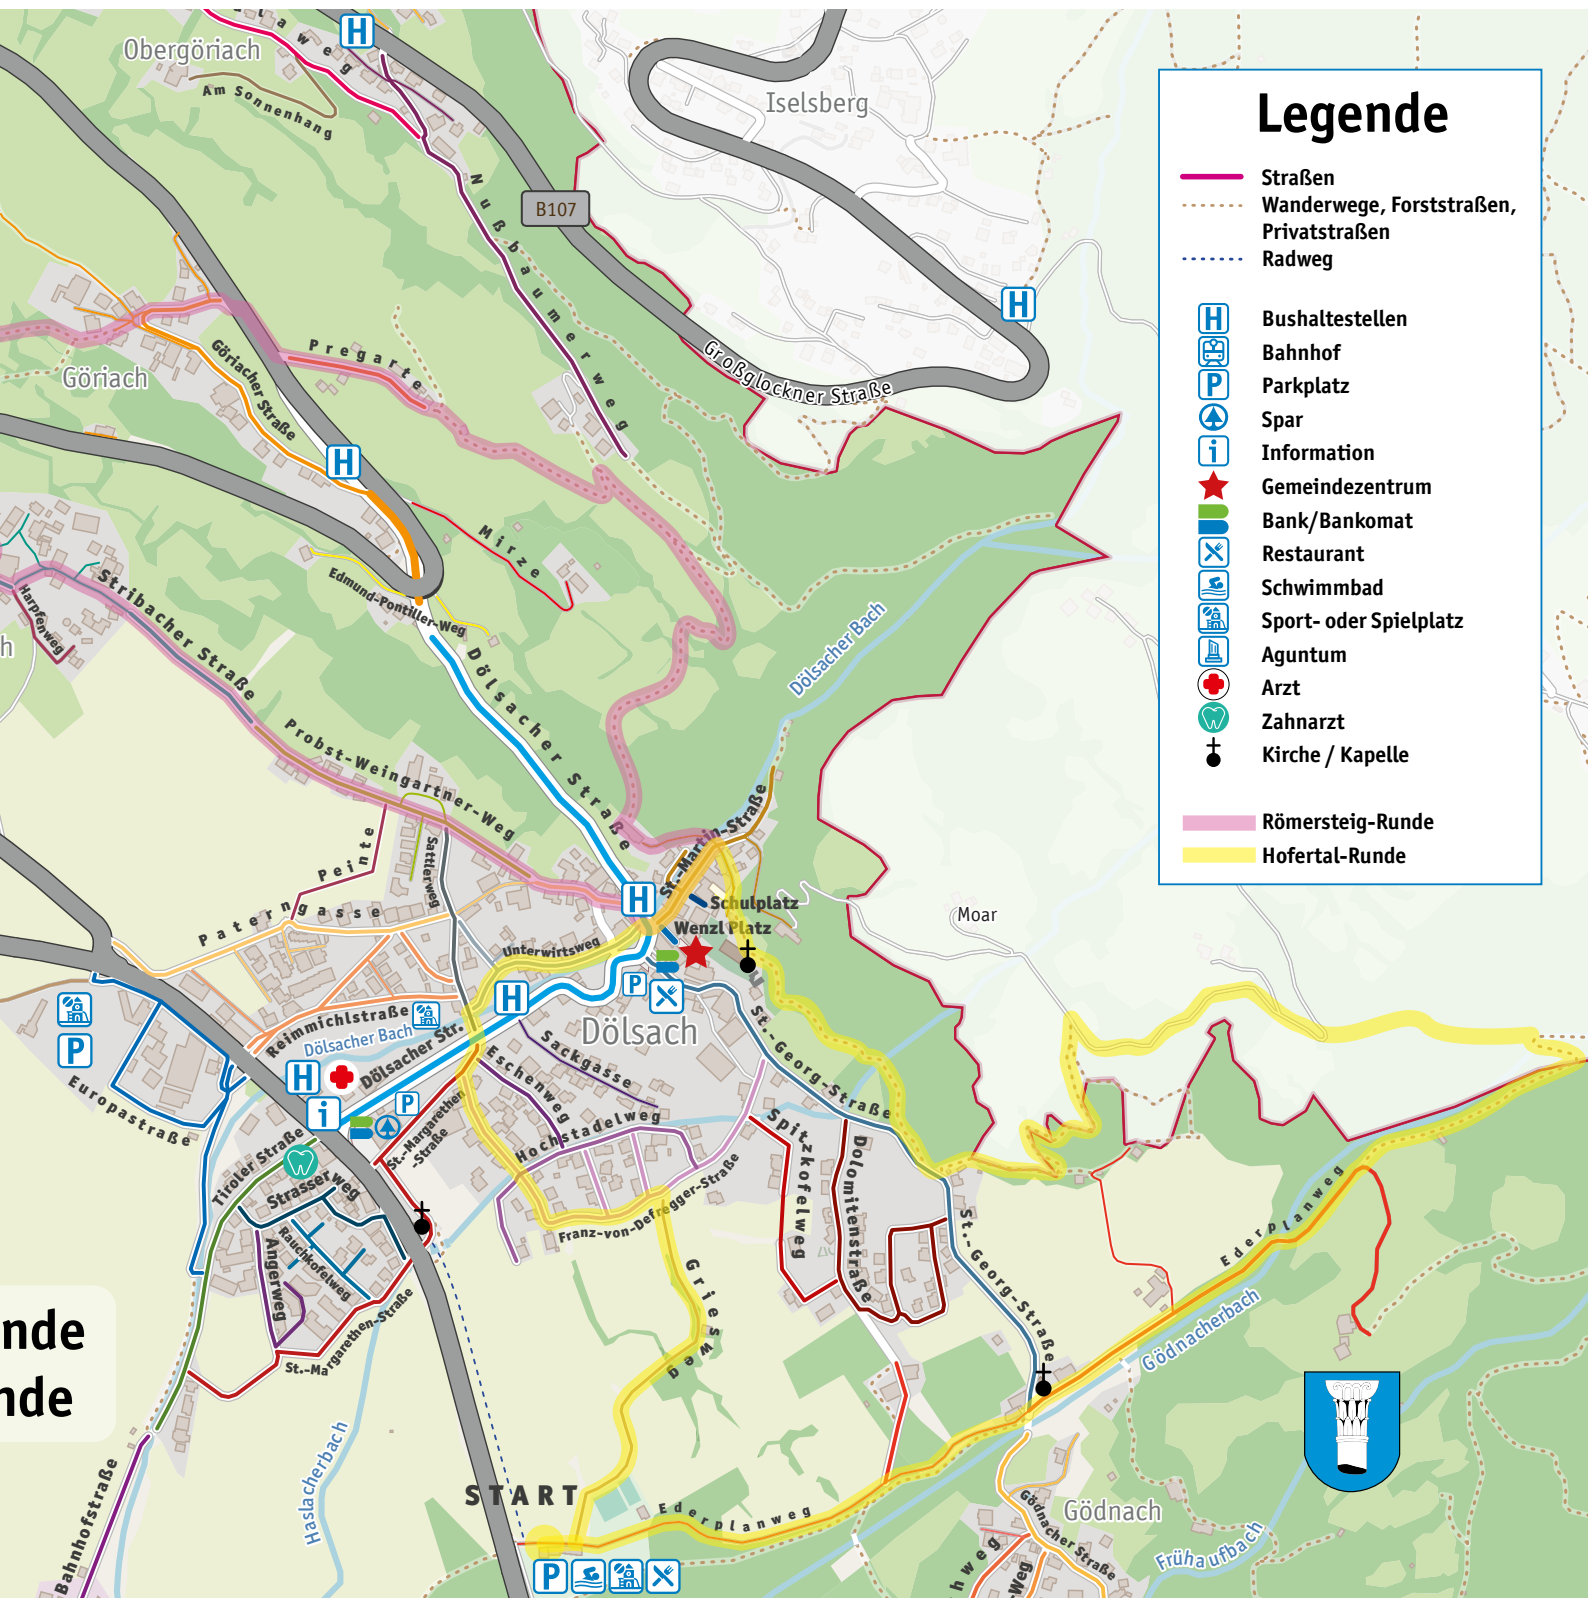 Obergöriach
Am Sonnenhang
weg
H
B107
Iselsberg
H
Großglockner Straße
Nußbaumerweg
Göriach
Göriacher Straße
Pregarte
H
Mirze
Edmund-Pontiller-Weg
Harpfenweg
h
Stribacher Straße
Dölsacher Straße
Dölsacher Bach
Probst-Weingartner-Weg
Peinte
Sattlerweg
Paterngasse
St.-Martin-Straße
H
Schulplatz
Wenzl Platz
Unterwirtsweg
P
H
Dölsach
Moar
Reimmichlstraße
Dölsacher Bach
Dölsacher Str.
P
Europastraße
H
i
P
Sackgasse
Eschenweg
Hochstadelweg
St.-Margarethen
-Straße
St.-Georg-Straße
Spitzkofelweg
Dolomitenstraße
Franz-von-Defregger-Straße
Tiroler Straße
Strasserweg
Rauchkofelweg
Angerweg
St.-Margarethen-Straße
Griesweg
St.-Georg-Straße
Ederplanweg
Gödnacherbach
nde
nde
Haslacherbach
Bahnhofstraße
START
Ederplanweg
P
Gödnach
Gödnacher Straße
Frühaufbach
hweg
-Weg
Legende
Straßen
Wanderwege, Forststraßen,
Privatstraßen
Radweg
H Bushaltestellen
Bahnhof
P Parkplatz
Spar
i Information
Gemeindezentrum
Bank/Bankomat
Restaurant
Schwimmbad
Sport- oder Spielplatz
Aguntum
Arzt
Zahnarzt
Kirche / Kapelle
Römersteig-Runde
Hofertal-Runde